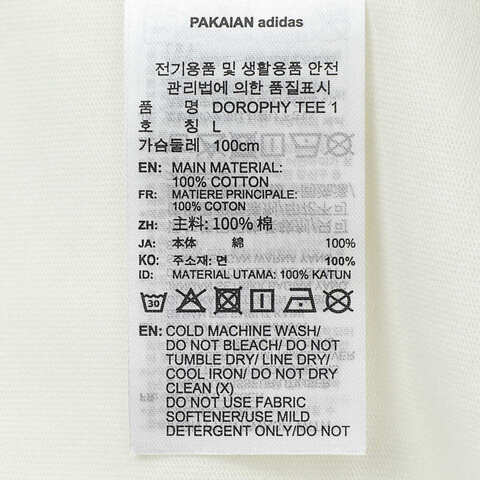 PAKAIAN adidas
전기용품 및 생활용품 안전
관리법에 의한 품질표시
품 명 DOROPHY TEE 1
호 칭 L
가슴둘레 100cm
EN: MAIN MATERIAL:
100% COTTON
FR: MATIERE PRINCIPALE:
100% COTON
ZH: 主料: 100% 棉
JA: 本体 綿 100%
KO: 주소재: 면 100%
ID: MATERIAL UTAMA: 100% KATUN
30
EN: COLD MACHINE WASH/
DO NOT BLEACH/ DO NOT
TUMBLE DRY/ LINE DRY/
COOL IRON/ DO NOT DRY
CLEAN (X)
DO NOT USE FABRIC
SOFTENER/USE MILD
DETERGENT ONLY/DO NOT